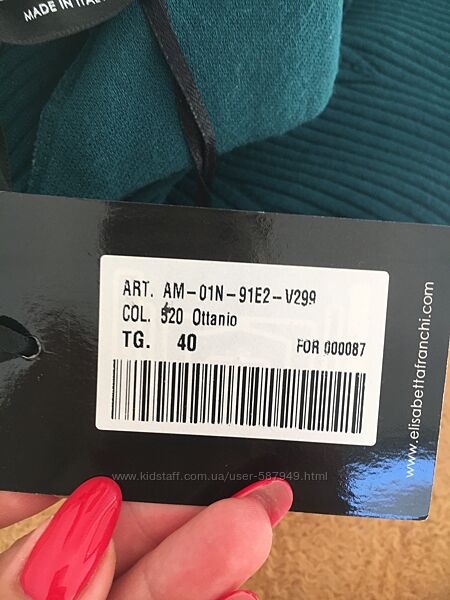 MADE IN ITALY
ART. AM-01N-91E2-V299
COL. 520 Ottanio
TG. 40
FOR 000087
www.elisabettafranchi.com
www.kidstaff.com.ua/user-587949.html